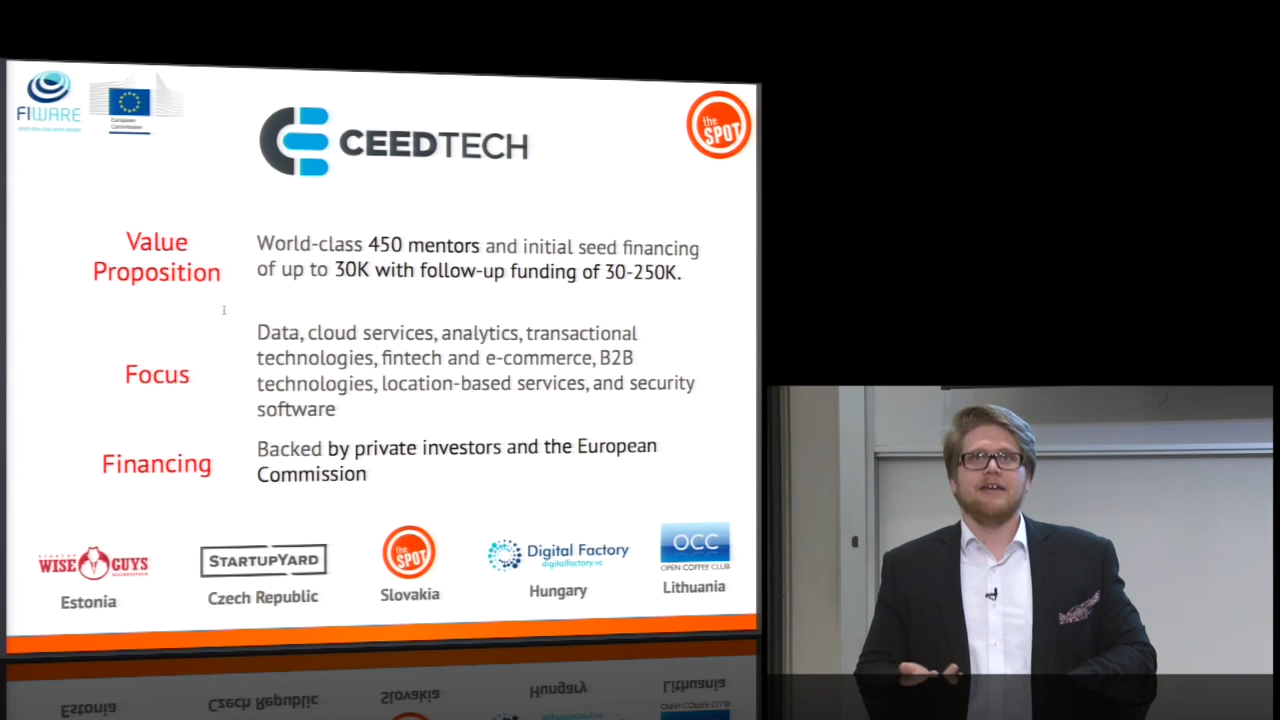 FIWARE
European
Commission
CEEDTECH
the
SPOT
Value
Proposition
World-class 450 mentors and initial seed financing
of up to 30K with follow-up funding of 30-250K.
Focus
Data, cloud services, analytics, transactional
technologies, fintech and e-commerce, B2B
technologies, location-based services, and security
software
Financing
Backed by private investors and the European
Commission
STARTUP
WISE GUYS
Estonia
STARTUPYARD
Czech Republic
the
SPOT
Slovakia
Digital Factory
digitalfactory.vc
Hungary
OCC
OPEN COFFEE CLUB
Lithuania